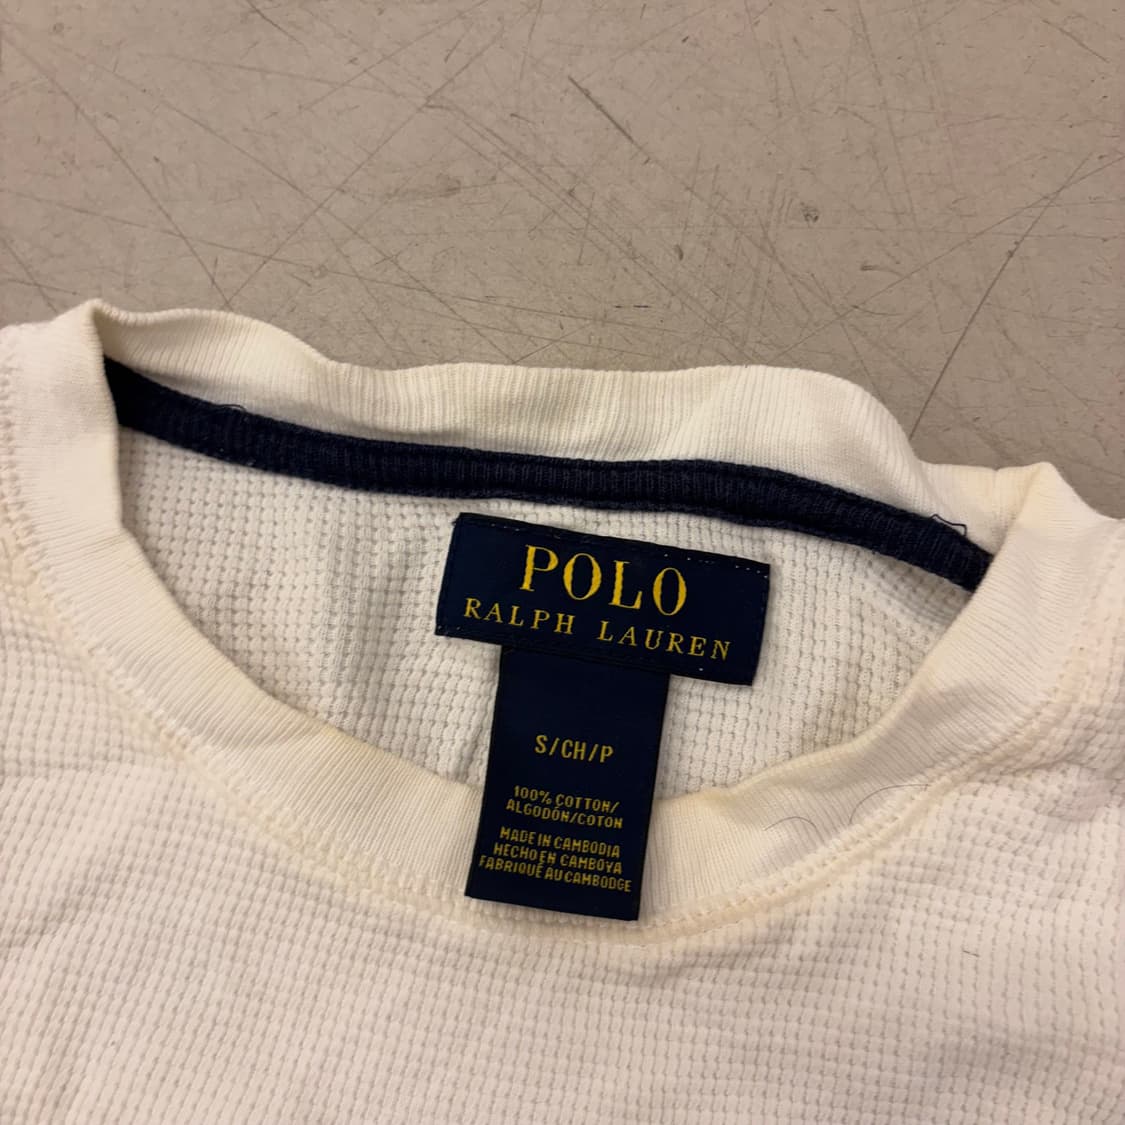 POLO
RALPH LAUREN
S/CH/P
100% COTTON/
ALGODÓN/COTON
MADE IN CAMBODIA
HECHO EN CAMBOYA
FABRIQUÉ AU CAMBODGE